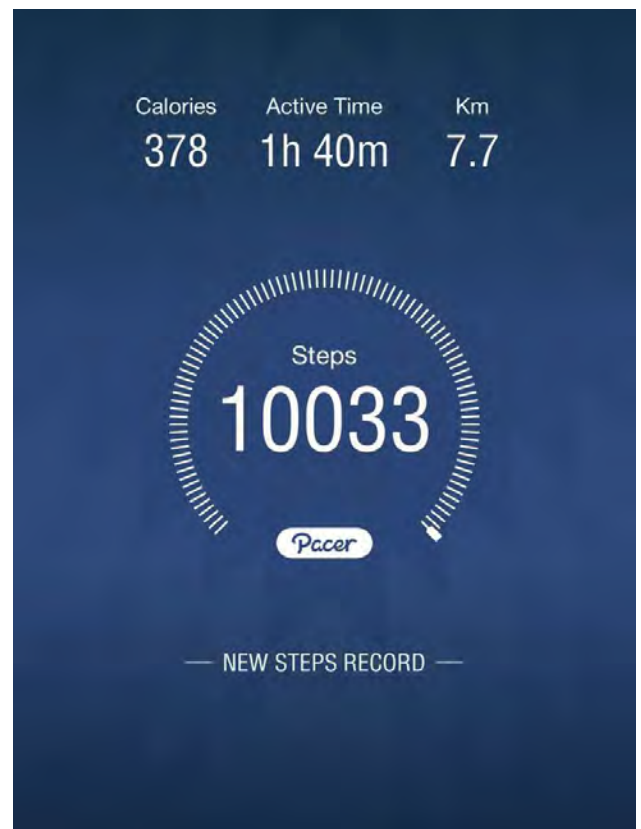 Calories Active Time Km
378 1h 40m 7.7
Steps
10033
Pacer
NEW STEPS RECORD